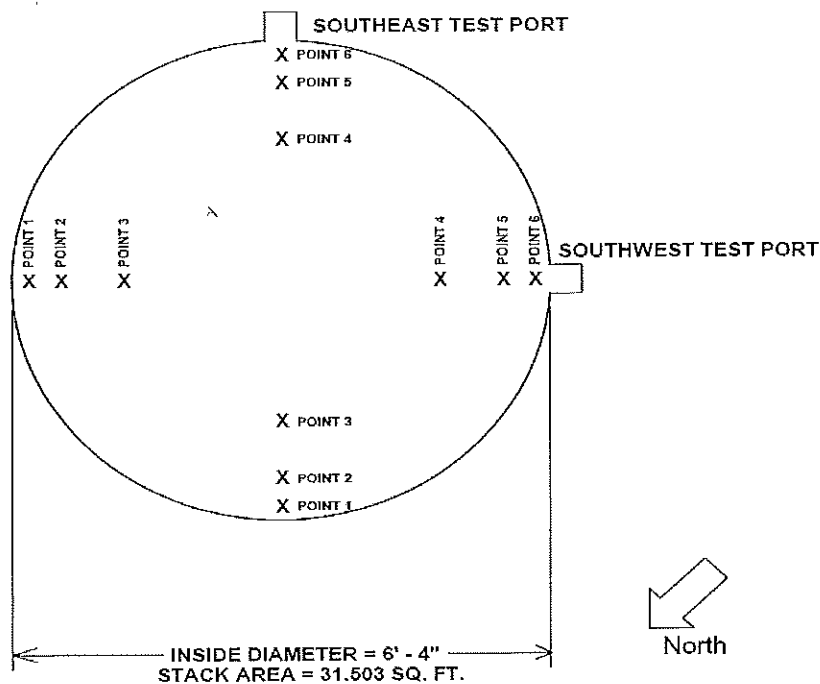 SOUTHEAST TEST PORT
X POINT 6
X POINT 5
X POINT 4
X POINT 1
X POINT 2
X POINT 3
X POINT 4
X POINT 5
X POINT 6
SOUTHWEST TEST PORT
X POINT 3
X POINT 2
X POINT 1
North
INSIDE DIAMETER = 6' - 4"
STACK AREA = 31.503 SQ. FT.